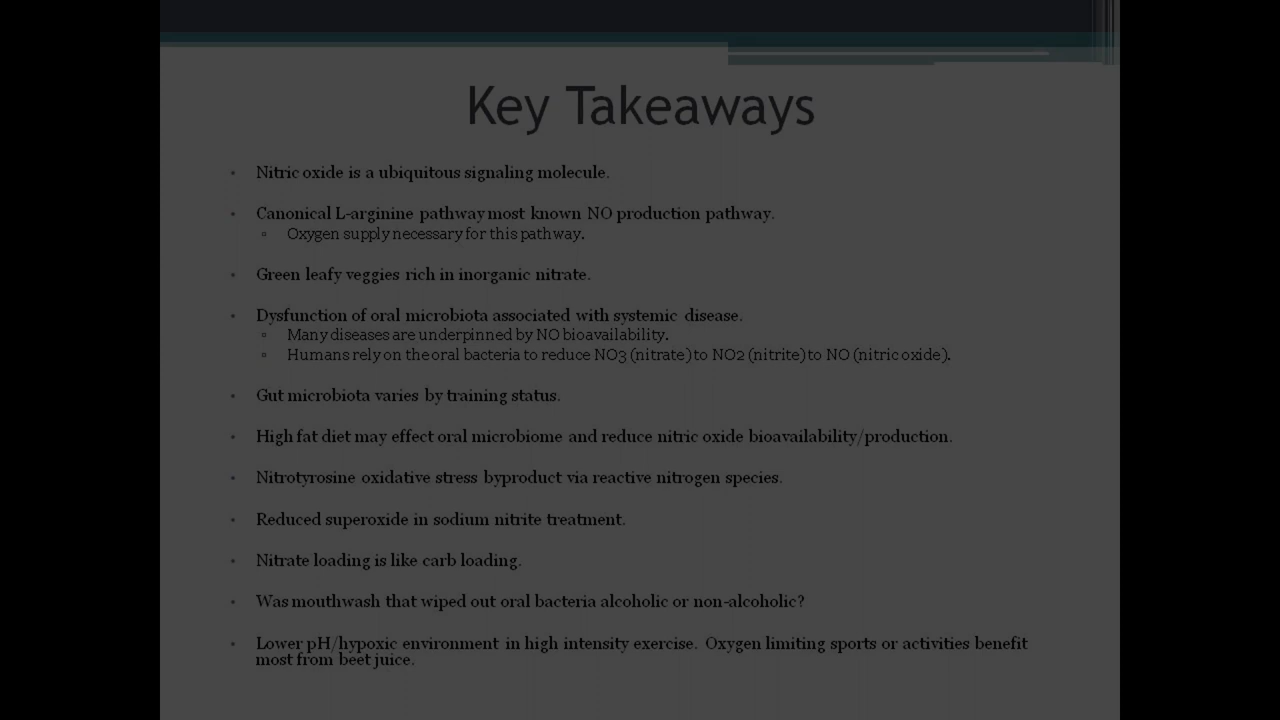 Key Takeaways
• Nitric oxide is a ubiquitous signaling molecule.
• Canonical L-arginine pathway most known NO production pathway.
▫ Oxygen supply necessary for this pathway.
• Green leafy veggies rich in inorganic nitrate.
• Dysfunction of oral microbiota associated with systemic disease.
▫ Many diseases are underpinned by NO bioavailability.
▫ Humans rely on the oral bacteria to reduce NO3 (nitrate) to NO2 (nitrite) to NO (nitric oxide).
• Gut microbiota varies by training status.
• High fat diet may effect oral microbiome and reduce nitric oxide bioavailability/production.
• Nitrotyrosine oxidative stress byproduct via reactive nitrogen species.
• Reduced superoxide in sodium nitrite treatment.
• Nitrate loading is like carb loading.
• Was mouthwash that wiped out oral bacteria alcoholic or non-alcoholic?
• Lower pH/hypoxic environment in high intensity exercise. Oxygen limiting sports or activities benefit
most from beet juice.